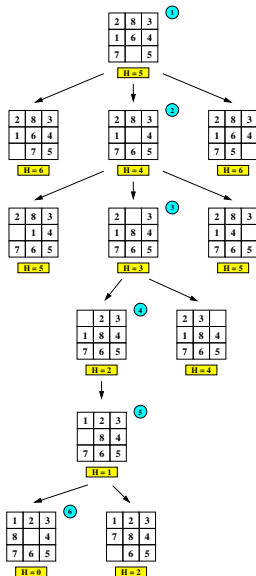 1
2 8 3
1 6 4
7 5
H = 5
2
2 8 3
1 6 4
7 5
H = 6
2 8 3
1 4
7 6 5
H = 4
2 8 3
1 6 4
7 5
H = 6
3
2 8 3
1 4
7 6 5
H = 5
2 3
1 8 4
7 6 5
H = 3
2 8 3
1 4
7 6 5
H = 5
4
2 3
1 8 4
7 6 5
H = 2
2 3
1 8 4
7 6 5
H = 4
5
1 2 3
8 4
7 6 5
H = 1
6
1 2 3
8 4
7 6 5
H = 0
1 2 3
7 8 4
6 5
H = 2